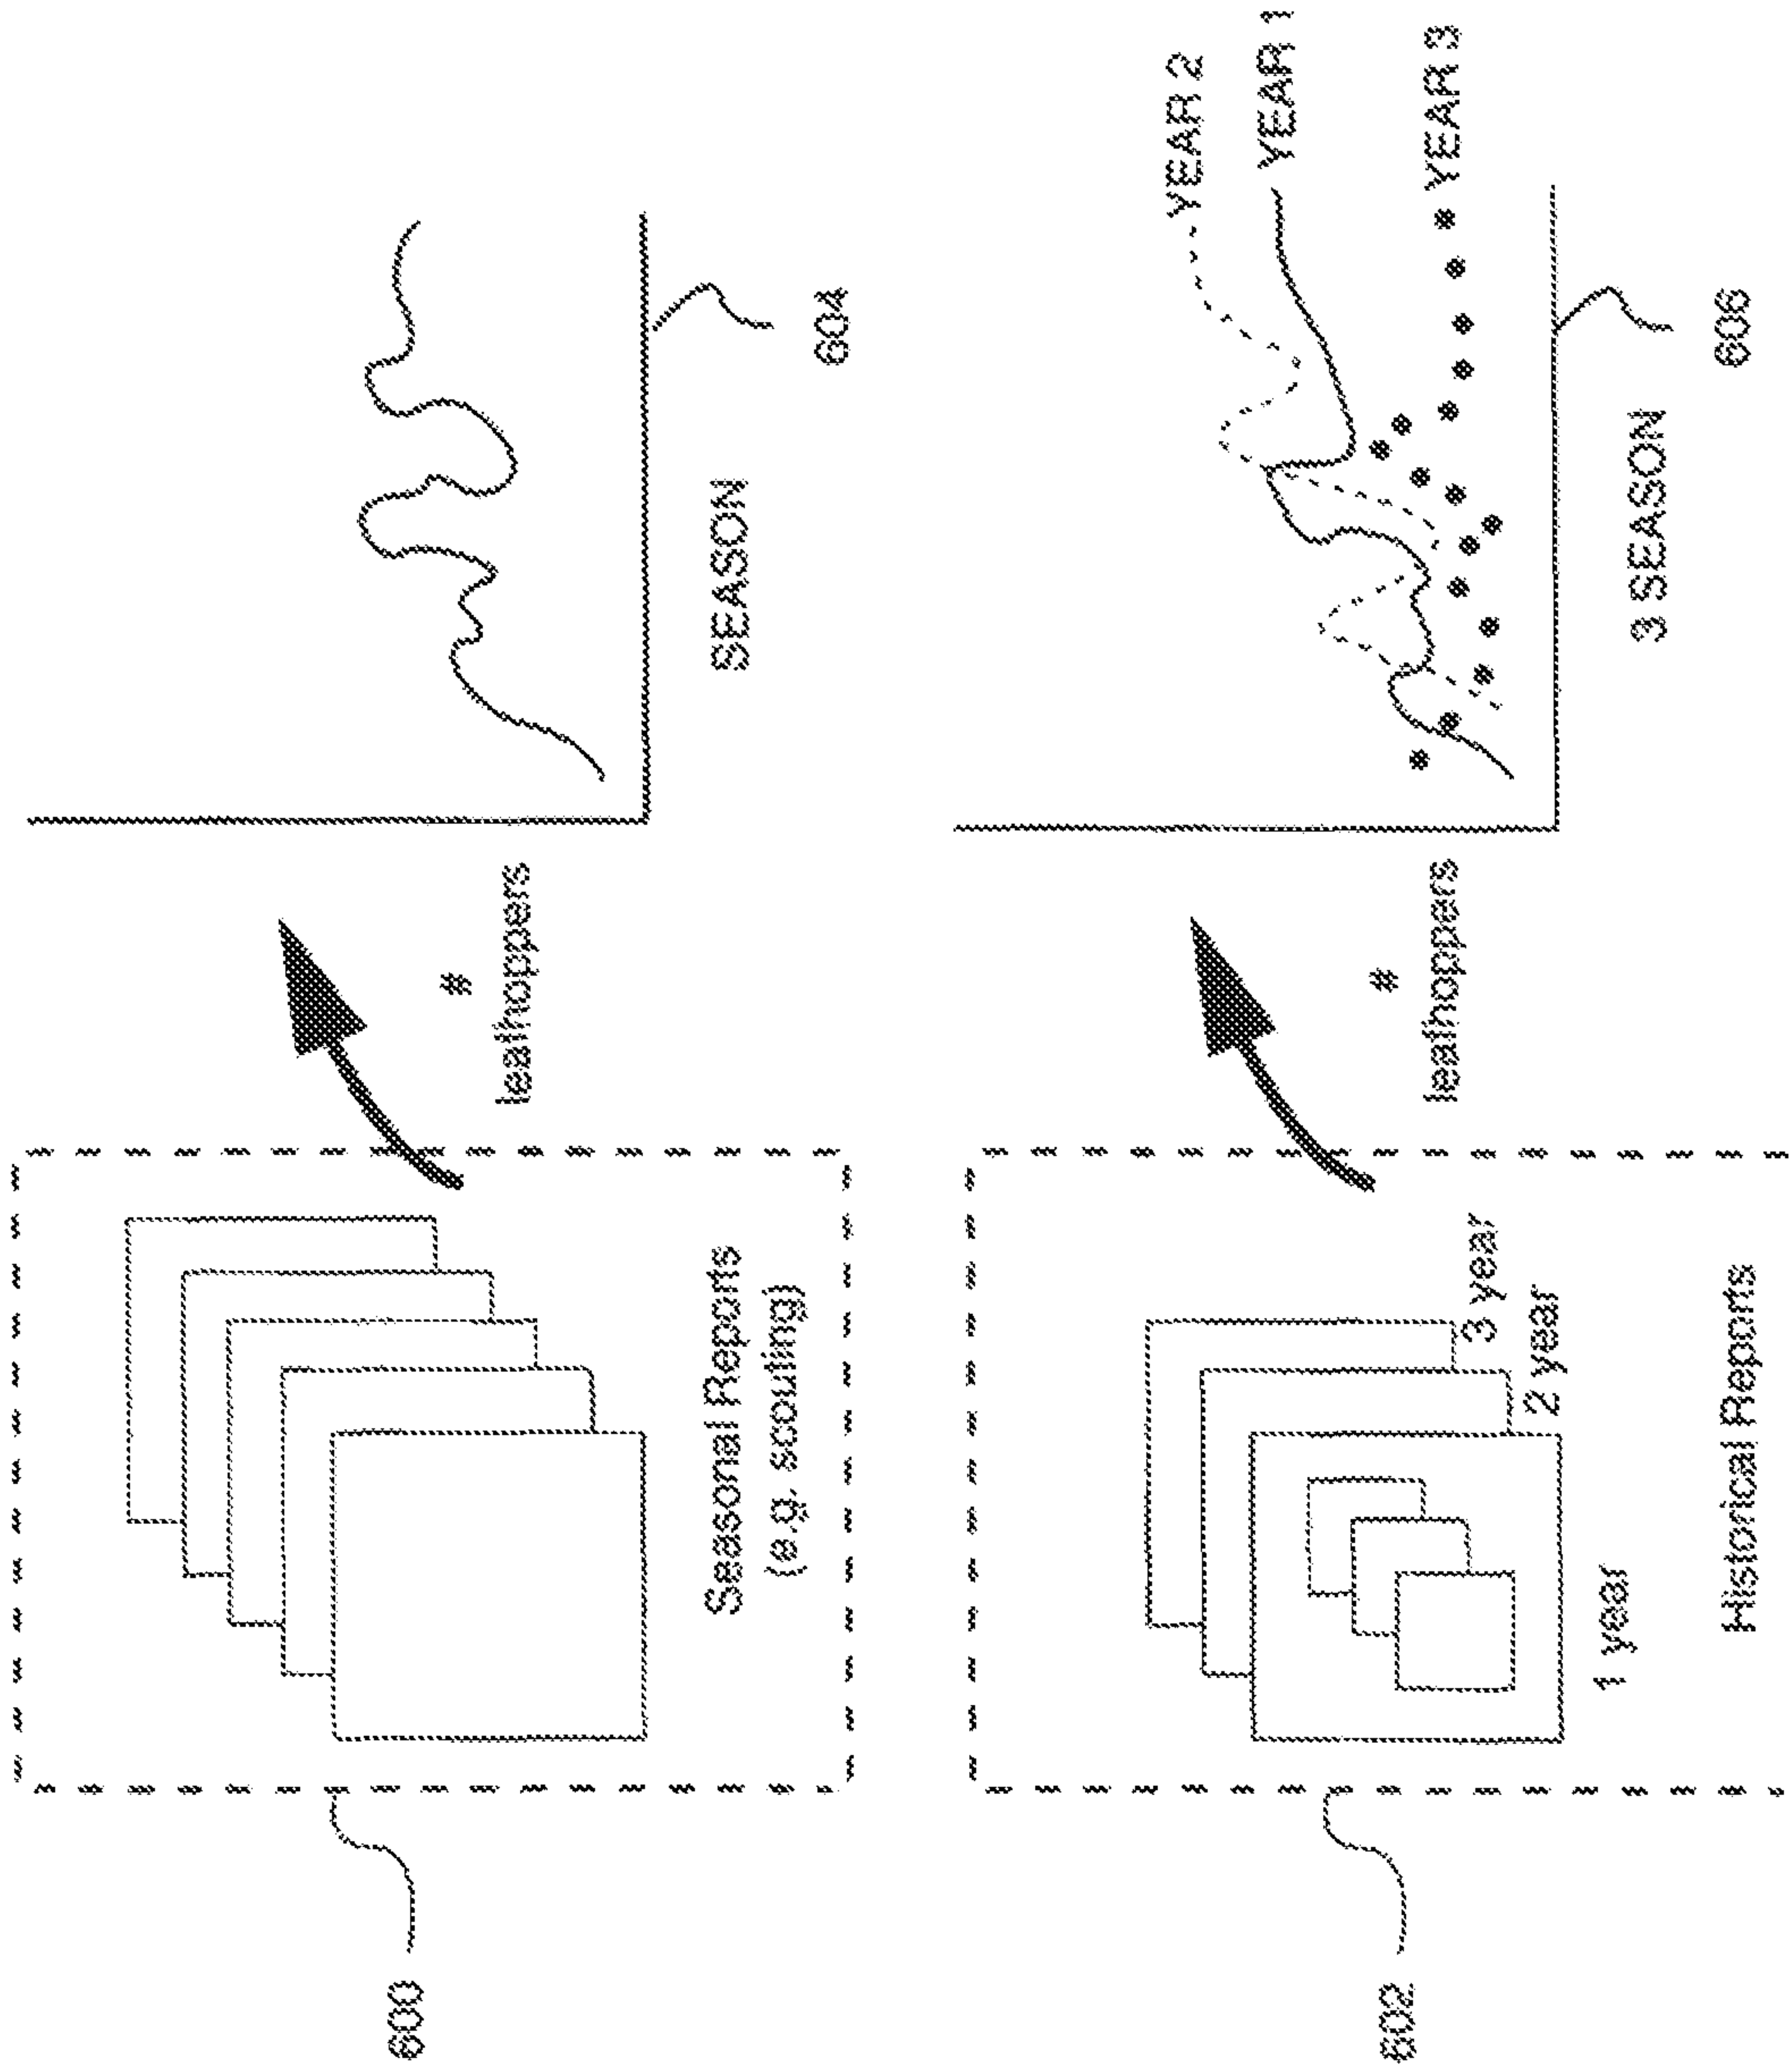 600
Seasonal Reports
(e.g. scouting)
#
leafhoppers
SEASON
604
602
3 year
2 year
1 year
Historical Reports
#
leafhoppers
YEAR 2
YEAR 1
YEAR 3
3 SEASON
606